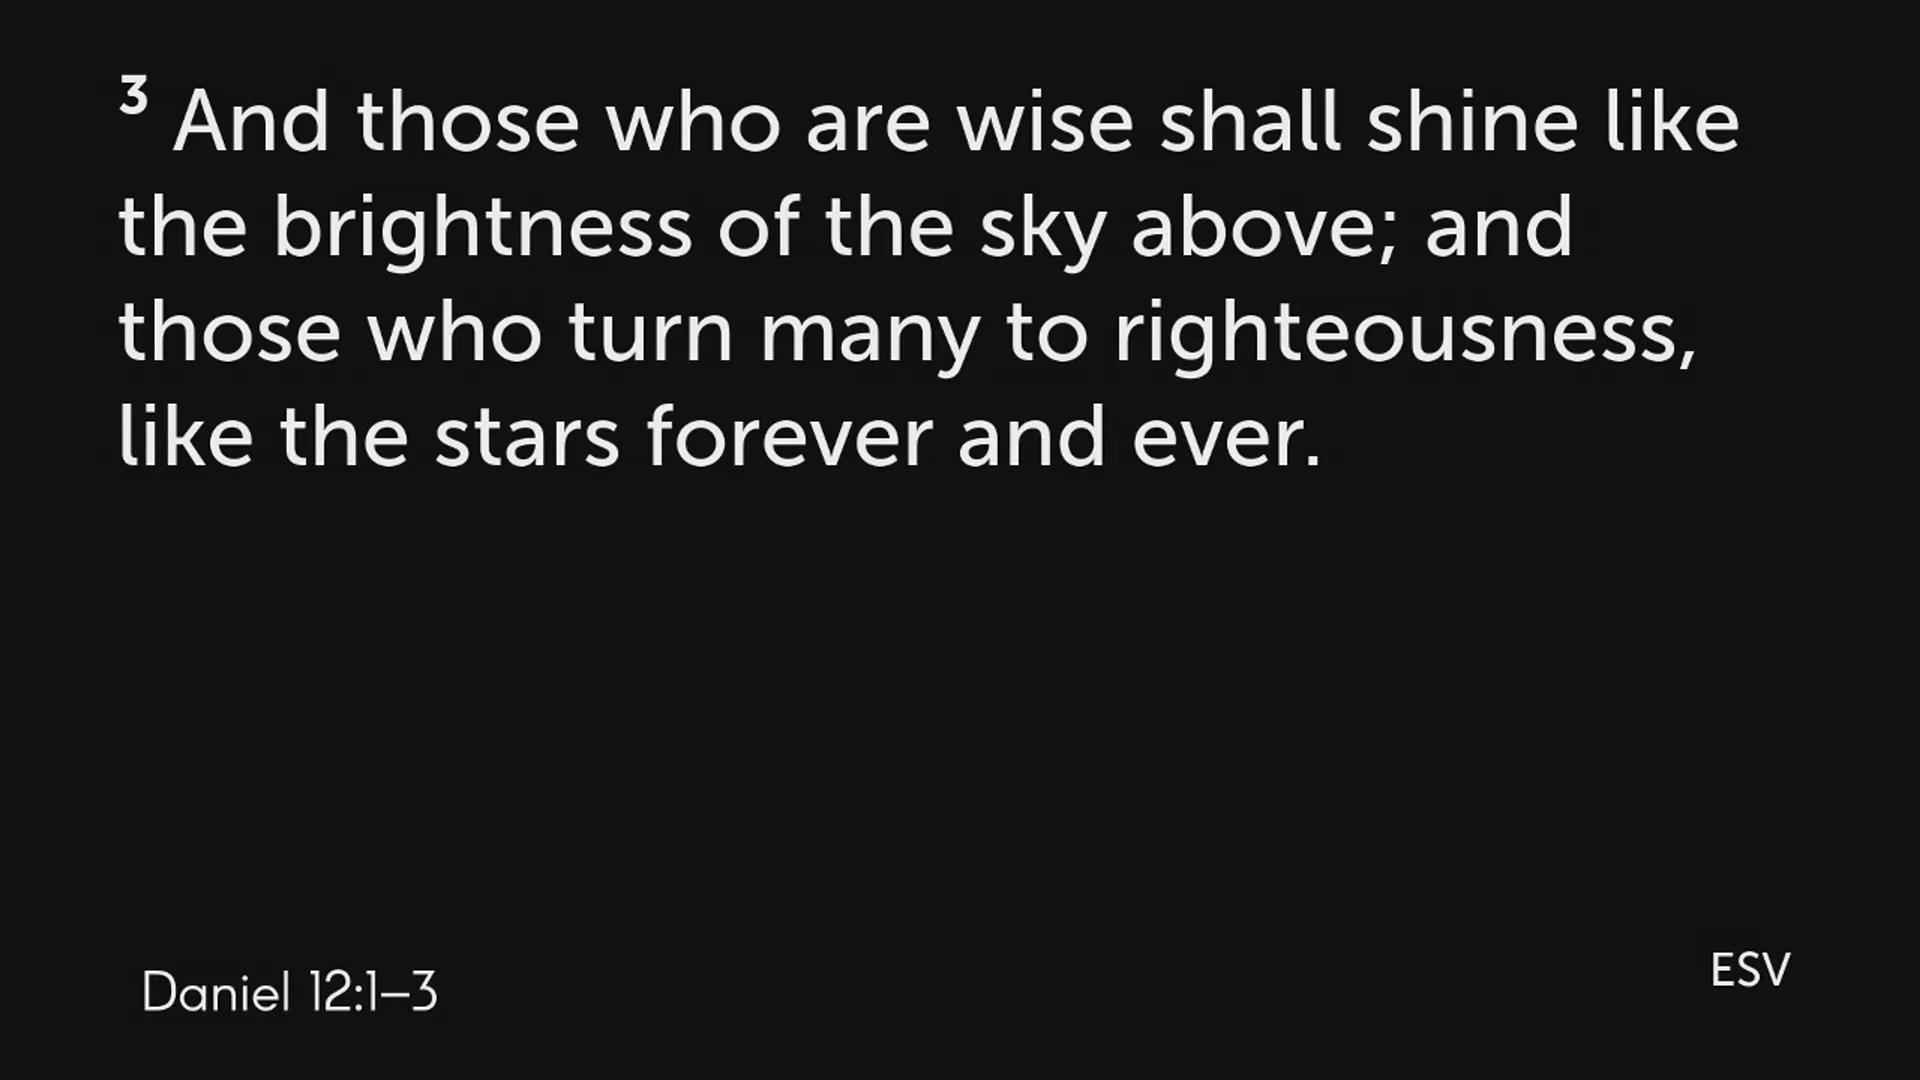 3 And those who are wise shall shine like
the brightness of the sky above; and
those who turn many to righteousness,
like the stars forever and ever.
Daniel 12:1–3
ESV